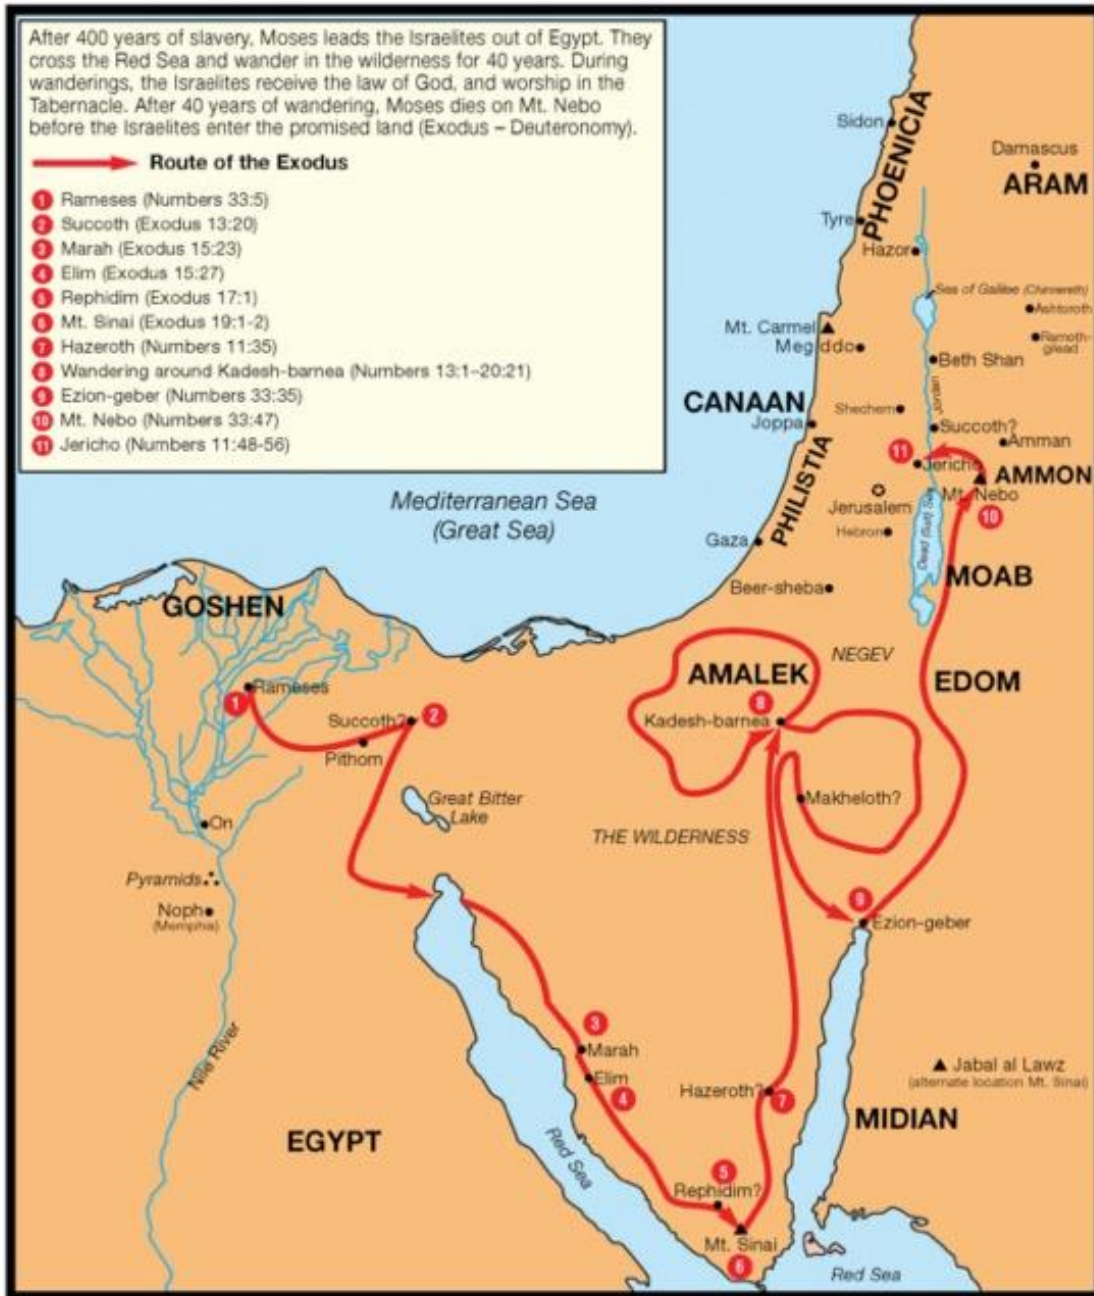 After 400 years of slavery, Moses leads the Israelites out of Egypt. They
cross the Red Sea and wander in the wilderness for 40 years. During
wanderings, the Israelites receive the law of God, and worship in the
Tabernacle. After 40 years of wandering, Moses dies on Mt. Nebo
before the Israelites enter the promised land (Exodus – Deuteronomy).
Route of the Exodus
1 Rameses (Numbers 33:5)
2 Succoth (Exodus 13:20)
3 Marah (Exodus 15:23)
4 Elim (Exodus 15:27)
5 Rephidim (Exodus 17:1)
6 Mt. Sinai (Exodus 19:1-2)
7 Hazeroth (Numbers 11:35)
8 Wandering around Kadesh-barnea (Numbers 13:1–20:21)
9 Ezion-geber (Numbers 33:35)
10 Mt. Nebo (Numbers 33:47)
11 Jericho (Numbers 11:48-56)
Sidon
PHOENICIA
Damascus
ARAM
Tyre
Hazor
Sea of Galilee (Chinnereth)
Ashtoroth
Mt. Carmel
Ramoth-
gilead
Megiddo
Beth Shan
CANAAN
Jordan
Shechem
Joppa
Succoth?
Amman
PHILISTIA
11
Jericho
AMMON
Mt. Nebo
10
Jerusalem
Mediterranean Sea
(Great Sea)
Hebron
Dead (Salt) Sea
Gaza
MOAB
Beer-sheba
GOSHEN
NEGEV
AMALEK
EDOM
Rameses
1
8
Kadesh-barnea
Succoth?
2
Pithom
Great Bitter
Lake
Makheloth?
On
THE WILDERNESS
Pyramids
Noph
(Memphis)
9
Ezion-geber
3
Marah
Elim
4
Nile River
Jabal al Lawz
(alternate location Mt. Sinai)
Hazeroth?
7
MIDIAN
EGYPT
Red Sea
5
Rephidim?
Mt. Sinai
6
Red Sea